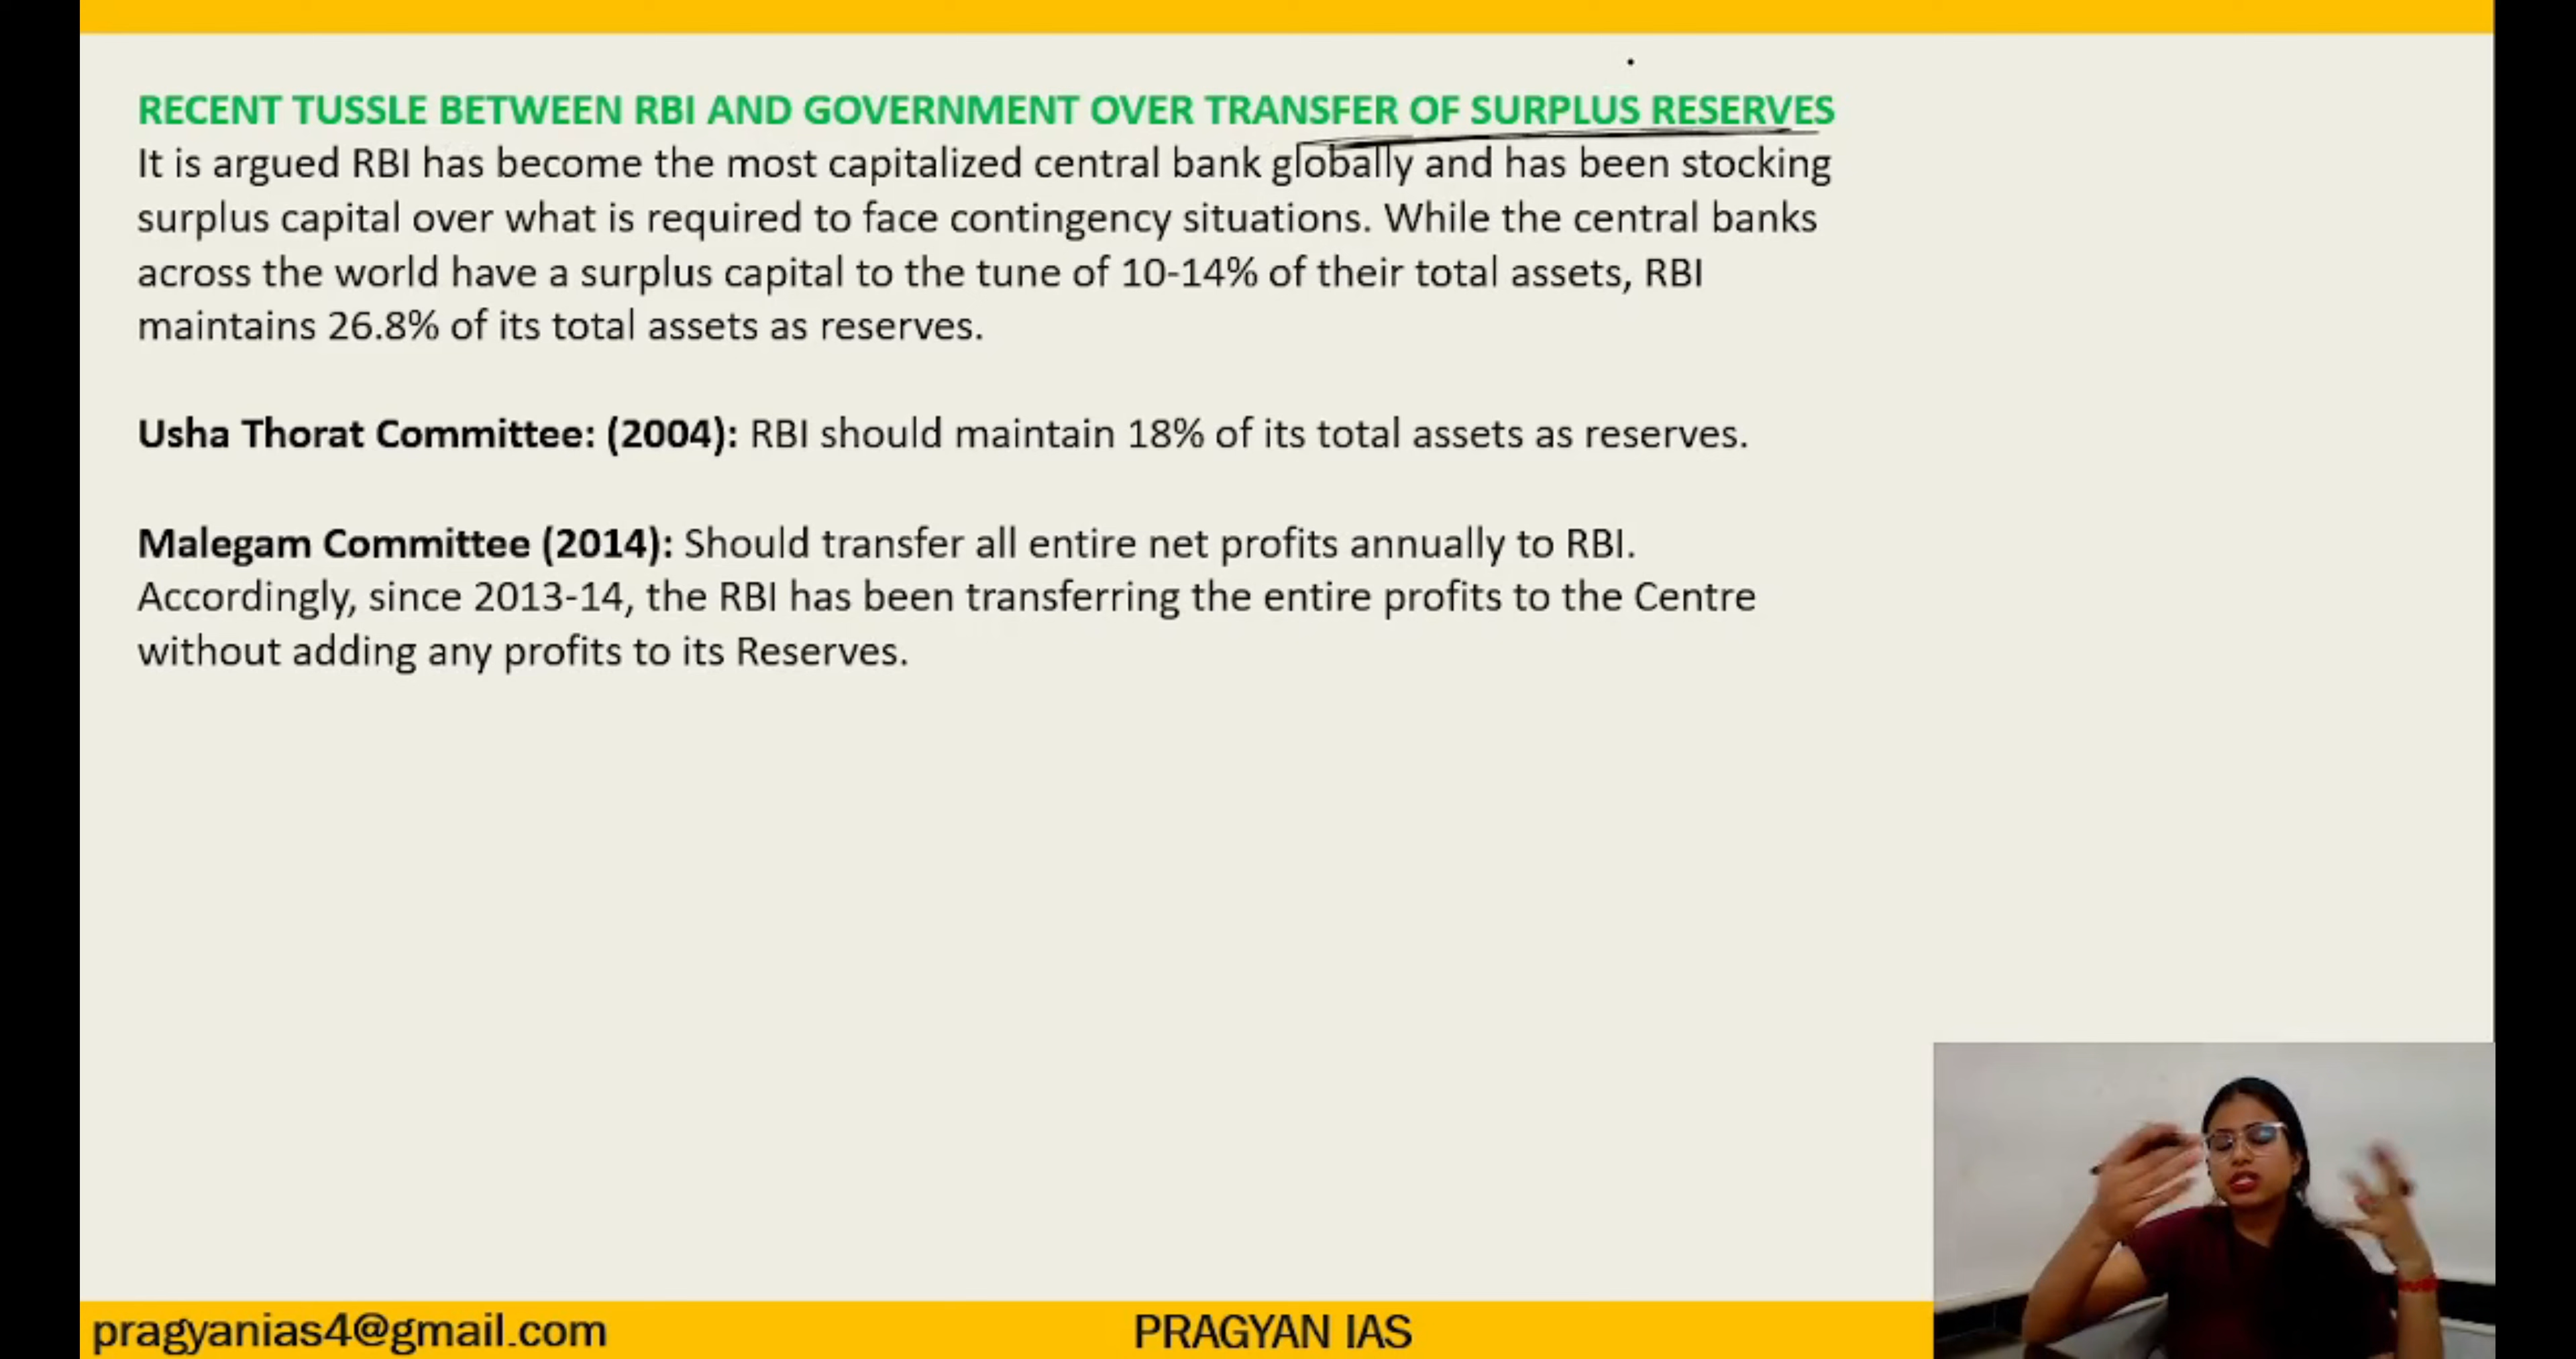 RECENT TUSSLE BETWEEN RBI AND GOVERNMENT OVER TRANSFER OF SURPLUS RESERVES
It is argued RBI has become the most capitalized central bank globally and has been stocking
surplus capital over what is required to face contingency situations. While the central banks
across the world have a surplus capital to the tune of 10-14% of their total assets, RBI
maintains 26.8% of its total assets as reserves.
Usha Thorat Committee: (2004): RBI should maintain 18% of its total assets as reserves.
Malegam Committee (2014): Should transfer all entire net profits annually to RBI.
Accordingly, since 2013-14, the RBI has been transferring the entire profits to the Centre
without adding any profits to its Reserves.
pragyanias4@gmail.com
PRAGYAN IAS